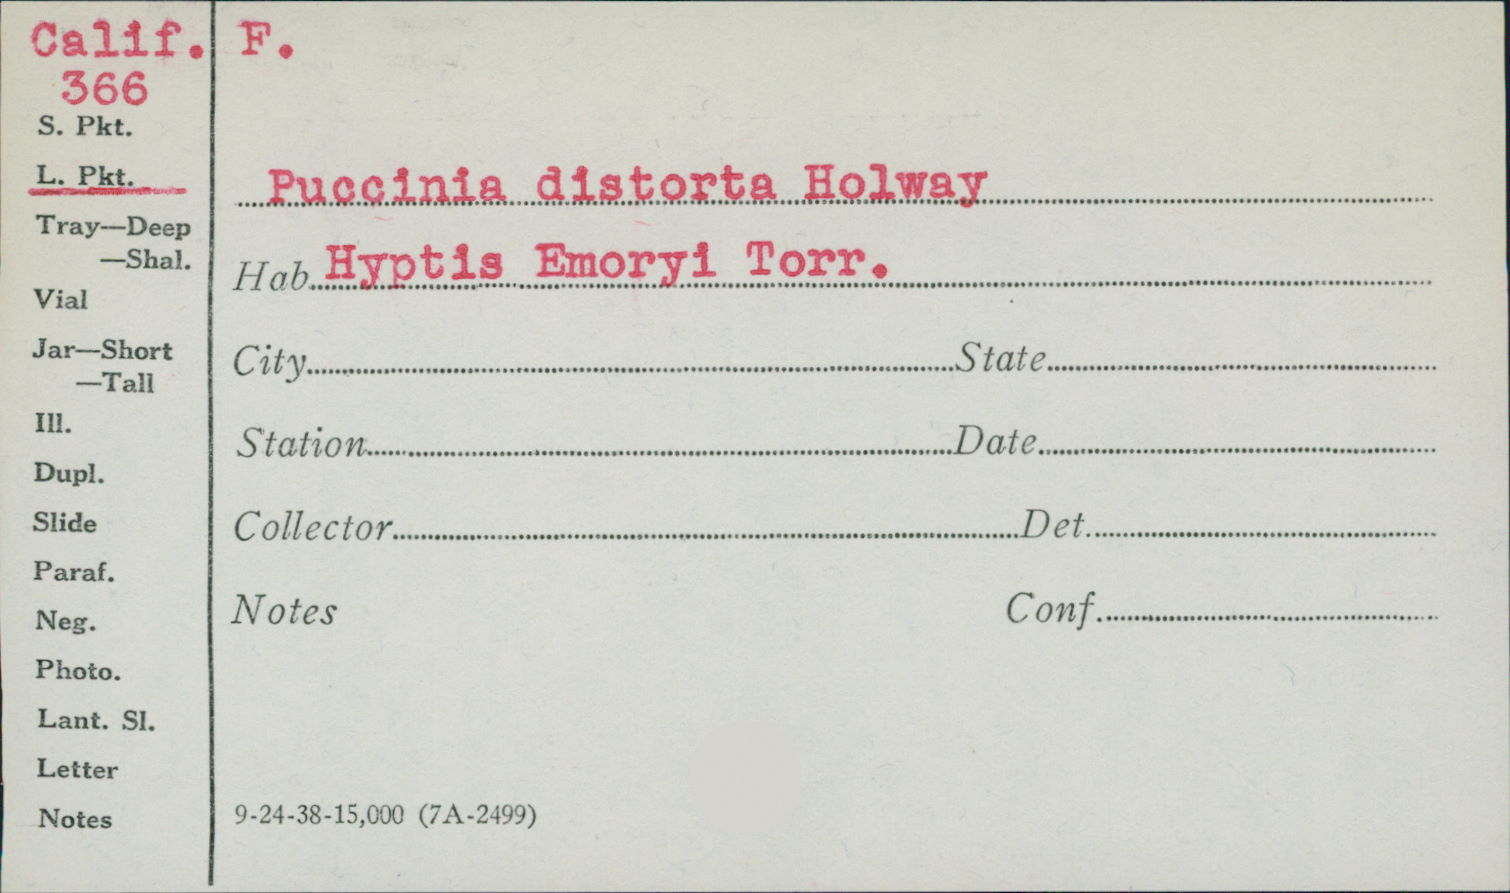 Calif. F.
366
S. Pkt.
L. Pkt.
Puccinia distorta Holway
Tray—Deep
—Shal.
Hab. Hyptis Emoryi Torr.
Vial
Jar—Short
—Tall
City State
Ill.
Station Date
Dupl.
Slide
Collector Det.
Paraf.
Neg.
Notes Conf.
Photo.
Lant. Sl.
Letter
Notes
9-24-38-15,000 (7A-2499)